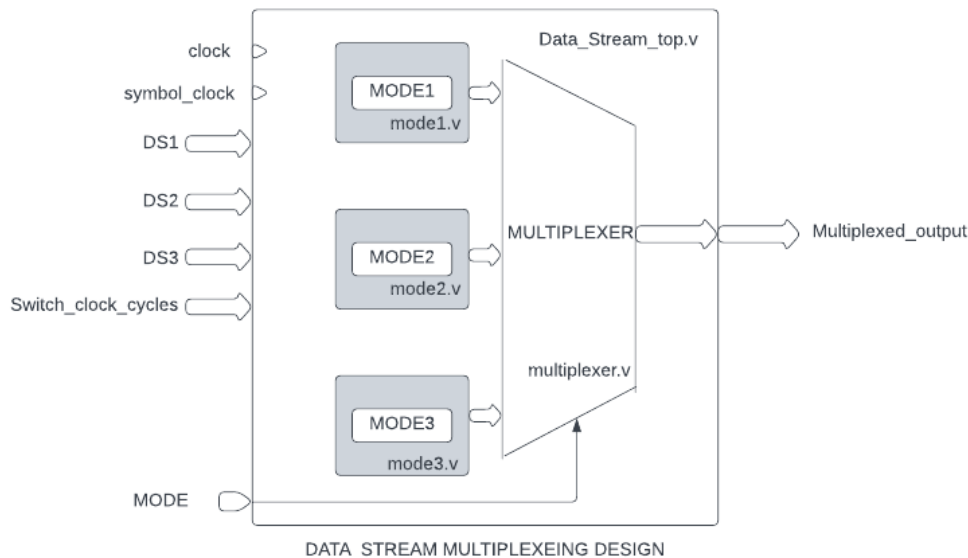 Data_Stream_top.v
clock
symbol_clock
DS1
DS2
DS3
Switch_clock_cycles
MODE
MODE1
mode1.v
MODE2
mode2.v
MODE3
mode3.v
MULTIPLEXER
multiplexer.v
Multiplexed_output
DATA STREAM MULTIPLEXEING DESIGN